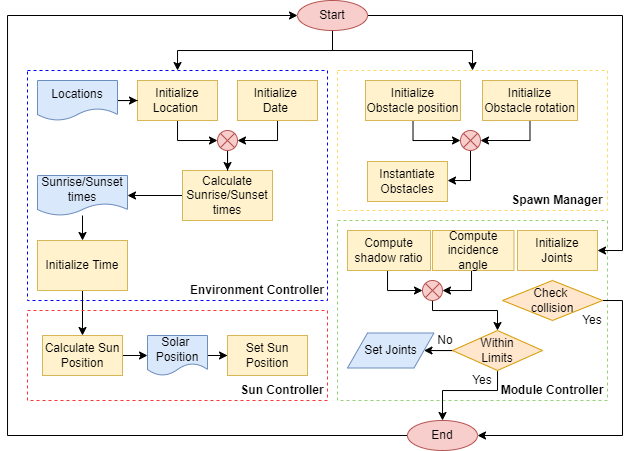 Start
Locations
Initialize
Location
Initialize
Date
Sunrise/Sunset
times
Calculate
Sunrise/Sunset
times
Initialize Time
Environment Controller
Calculate Sun
Position
Solar
Position
Set Sun
Position
Sun Controller
Initialize
Obstacle position
Initialize
Obstacle rotation
Instantiate
Obstacles
Spawn Manager
Compute
shadow ratio
Compute
incidence
angle
Initialize
Joints
Check
collision
Yes
Set Joints
No
Within
Limits
Yes
Module Controller
End